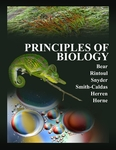 PRINCIPLES OF
BIOLOGY
Bear
Rintoul
Snyder
Smith-Caldas
Herren
Horne